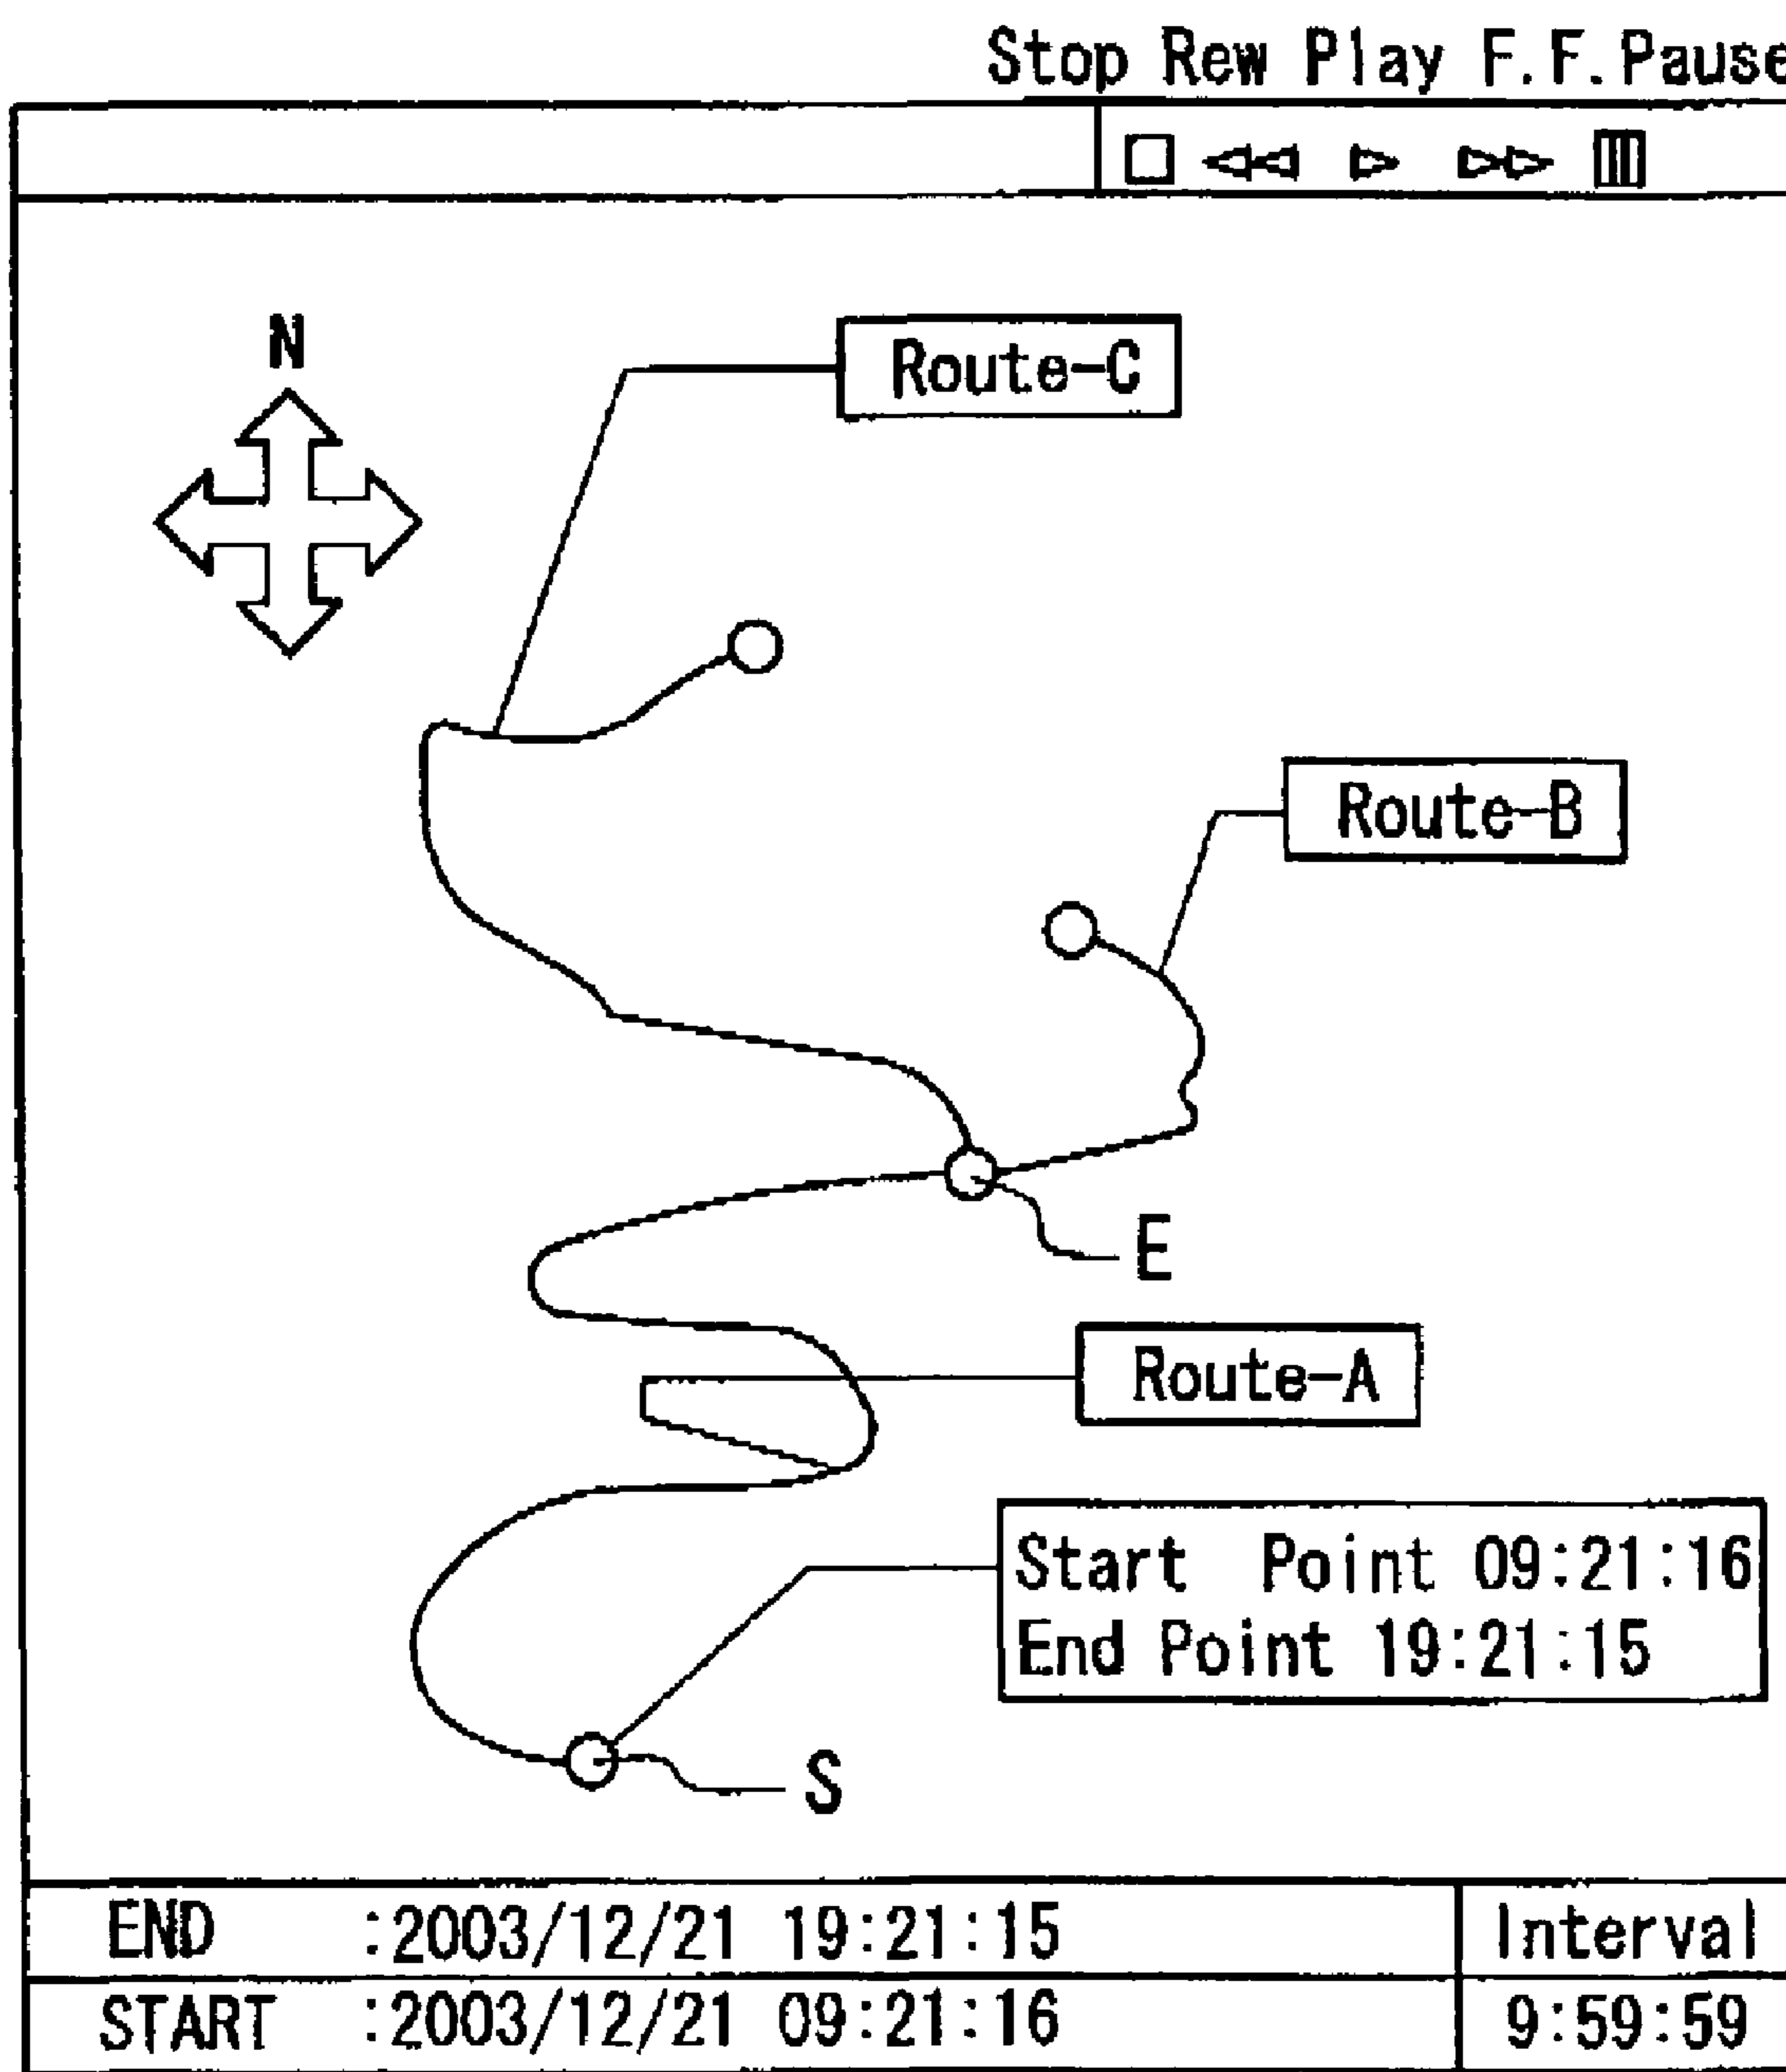 Stop Rew Play F.F. Pause
N
Route-C
Route-B
E
Route-A
Start Point 09:21:16
End Point 19:21:15
S
END :2003/12/21 19:21:15
Interval
START :2003/12/21 09:21:16
9:59:59